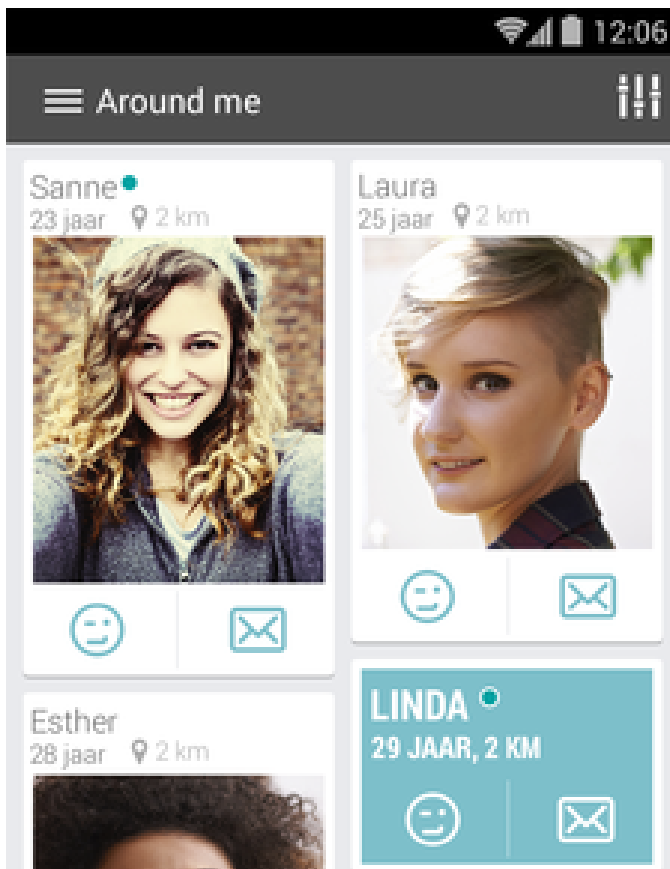 12:06
Around me
Sanne
23 jaar 2 km
Laura
25 jaar 2 km
Esther
28 jaar 2 km
LINDA
29 JAAR, 2 KM